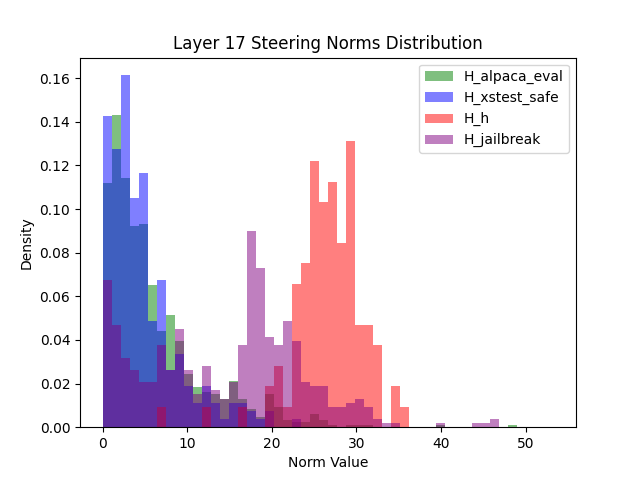 Layer 17 Steering Norms Distribution
H_alpaca_eval
H_xstest_safe
H_h
H_jailbreak
Density
0.16
0.14
0.12
0.10
0.08
0.06
0.04
0.02
0.00
0 10 20 30 40 50
Norm Value